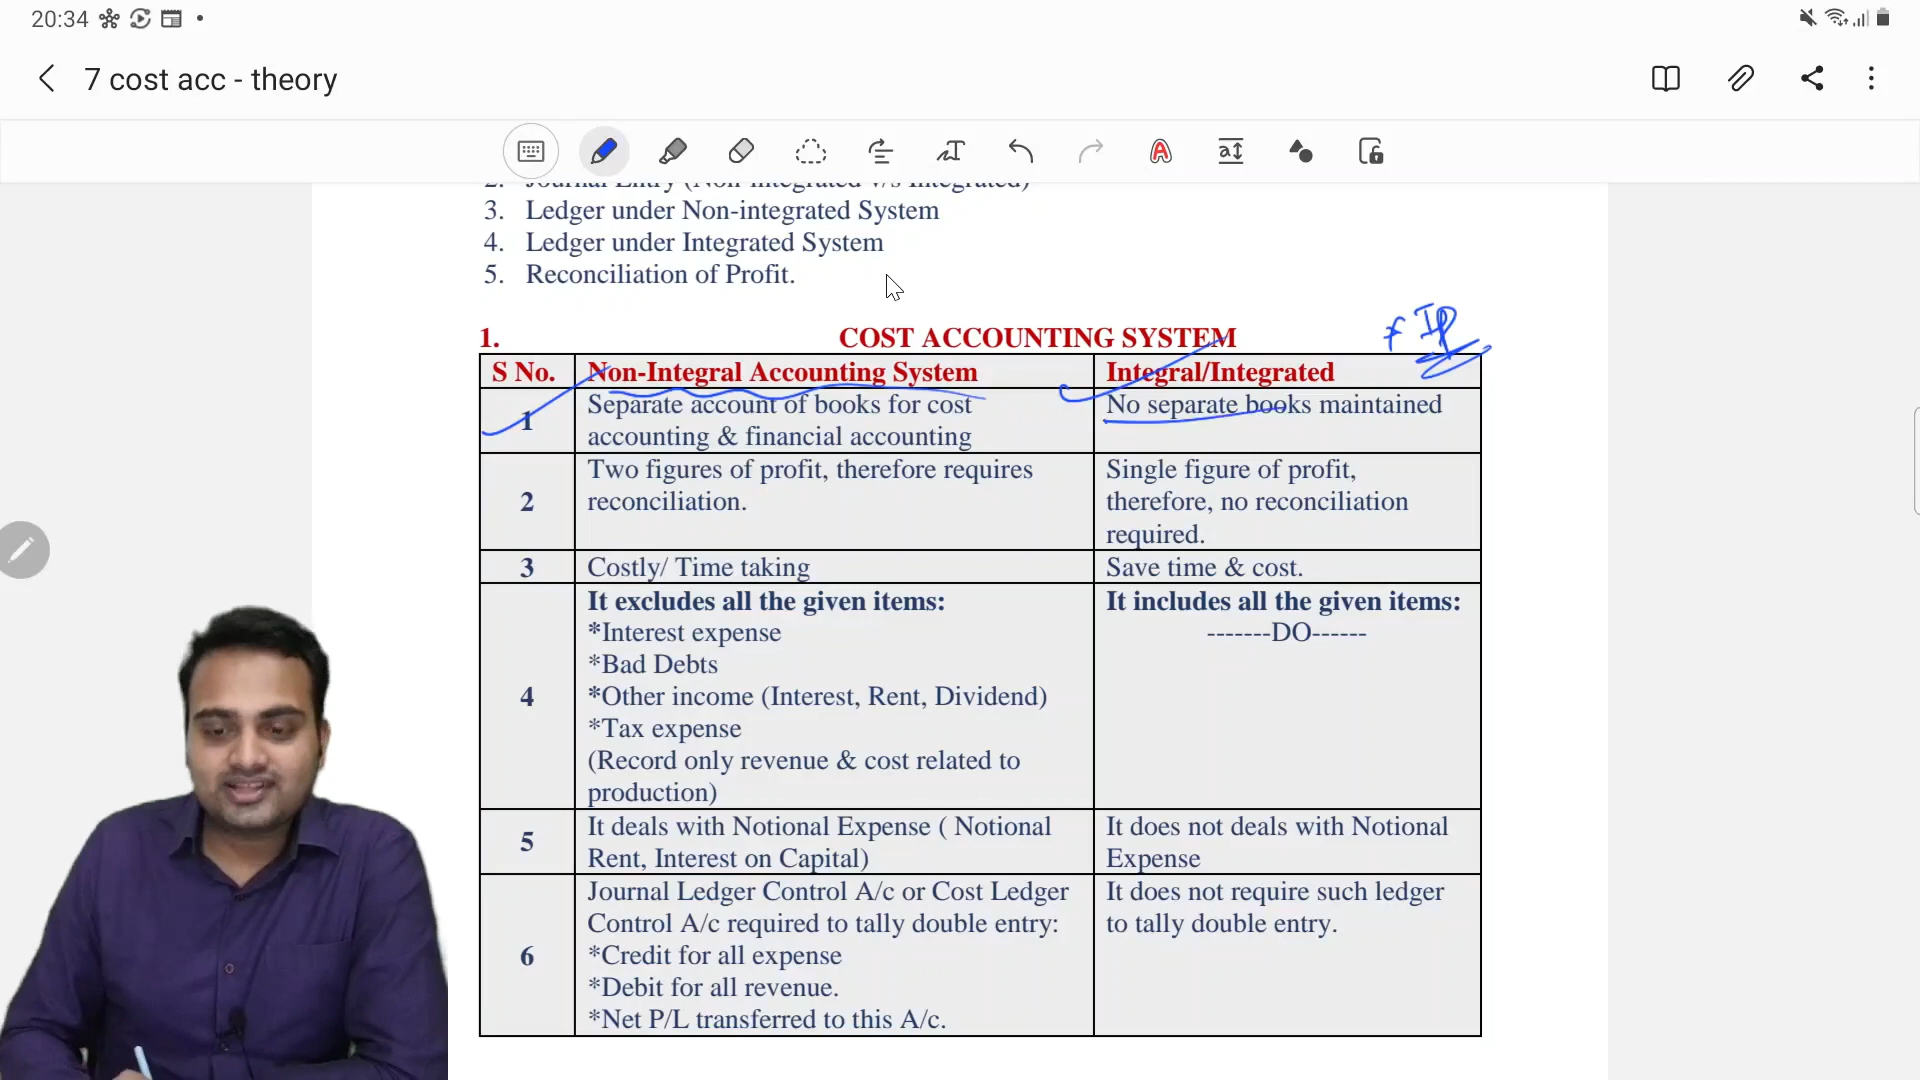 20:34
7 cost acc - theory
2. Journal Entry (Non-integrated v/s Integrated)
3. Ledger under Non-integrated System
4. Ledger under Integrated System
5. Reconciliation of Profit.
* IP
1. COST ACCOUNTING SYSTEM
S No. Non-Integral Accounting System Integral/Integrated
1 Separate account of books for cost No separate books maintained
accounting & financial accounting
2 Two figures of profit, therefore requires Single figure of profit,
reconciliation. therefore, no reconciliation
required.
3 Costly/ Time taking Save time & cost.
4 It excludes all the given items: It includes all the given items:
*Interest expense -------DO------
*Bad Debts
*Other income (Interest, Rent, Dividend)
*Tax expense
(Record only revenue & cost related to
production)
5 It deals with Notional Expense ( Notional It does not deals with Notional
Rent, Interest on Capital) Expense
6 Journal Ledger Control A/c or Cost Ledger It does not require such ledger
Control A/c required to tally double entry: to tally double entry.
*Credit for all expense
*Debit for all revenue.
*Net P/L transferred to this A/c.